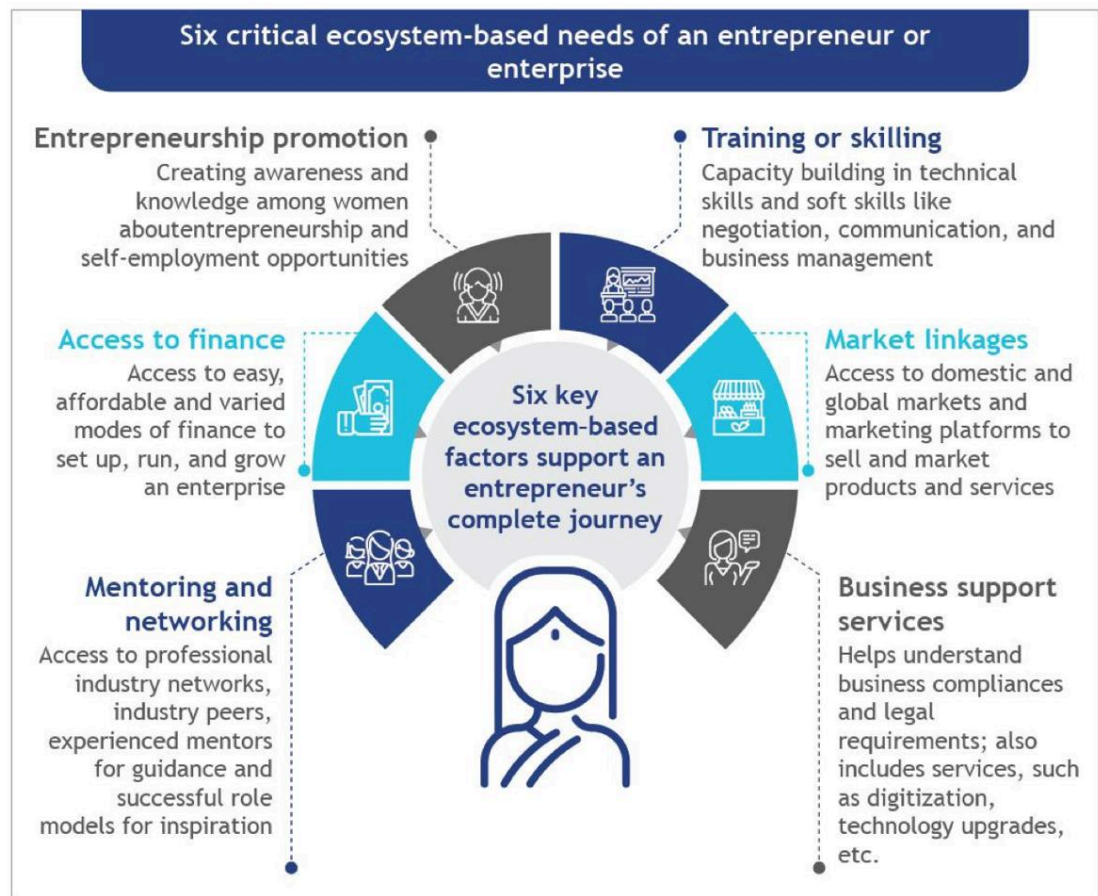 Six critical ecosystem-based needs of an entrepreneur or
enterprise
Entrepreneurship promotion
Creating awareness and
knowledge among women
aboutentrepreneurship and
self-employment opportunities
Training or skilling
Capacity building in technical
skills and soft skills like
negotiation, communication, and
business management
Access to finance
Access to easy,
affordable and varied
modes of finance to
set up, run, and grow
an enterprise
Six key
ecosystem-based
factors support an
entrepreneur's
complete journey
Market linkages
Access to domestic and
global markets and
marketing platforms to
sell and market
products and services
Mentoring and
networking
Access to professional
industry networks,
industry peers,
experienced mentors
for guidance and
successful role
models for inspiration
Business support
services
Helps understand
business compliances
and legal
requirements; also
includes services, such
as digitization,
technology upgrades,
etc.